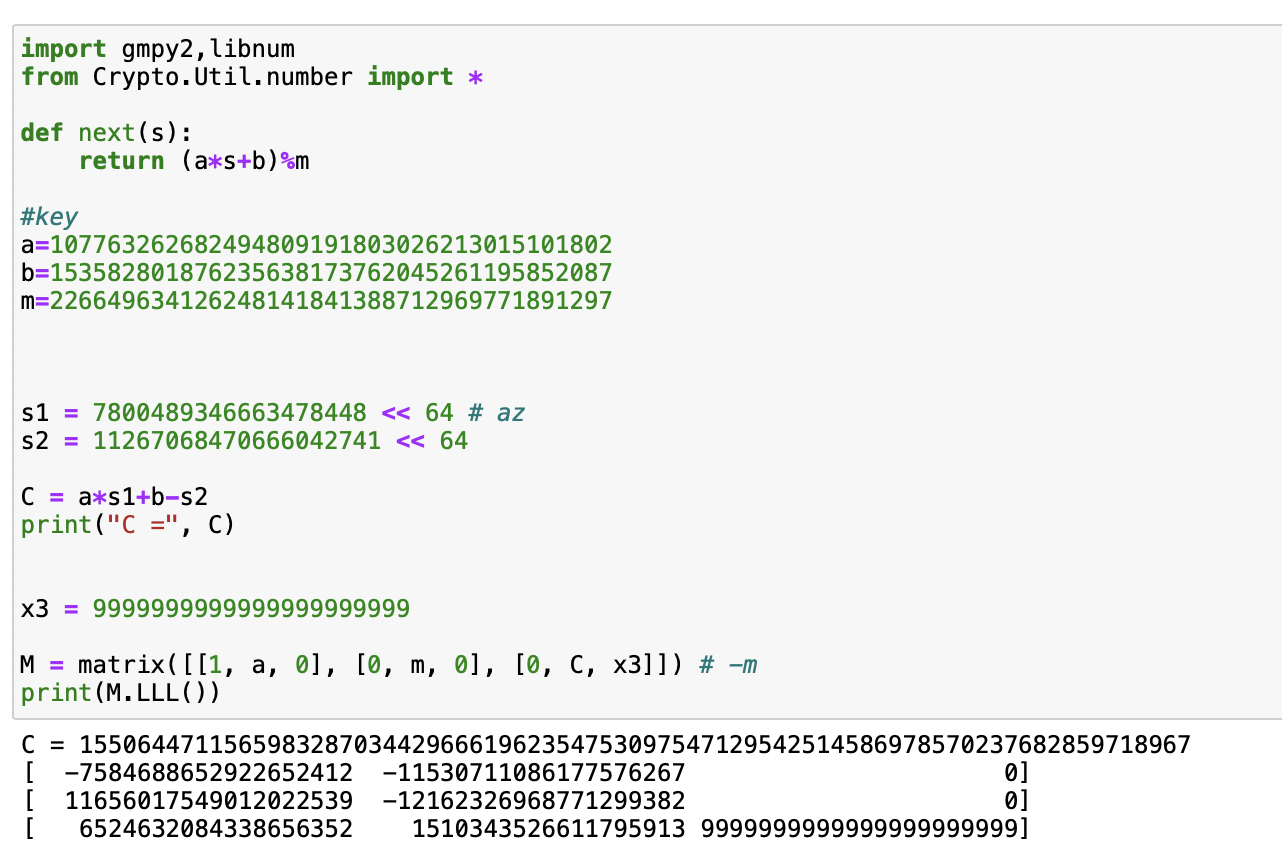 import gmpy2,libnum
from Crypto.Util.number import *
def next(s):
    return (a*s+b)%m
#key
a=107763262682494809191803026213015101802
b=153582801876235638173762045261195852087
m=226649634126248141841388712969771891297
s1 = 7800489346663478448 << 64 # az
s2 = 11267068470666042741 << 64
C = a*s1+b-s2
print("C =", C)
x3 = 9999999999999999999999
M = matrix([[1, a, 0], [0, m, 0], [0, C, x3]]) # -m
print(M.LLL())
C = 15506447115659832870344296661962354753097547129542514586978570237682859718967
[  -7584688652922652412  -11530711086177576267                       0]
[  11656017549012022539  -12162326968771299382                       0]
[   6524632084338656352    1510343526611795913 9999999999999999999999]